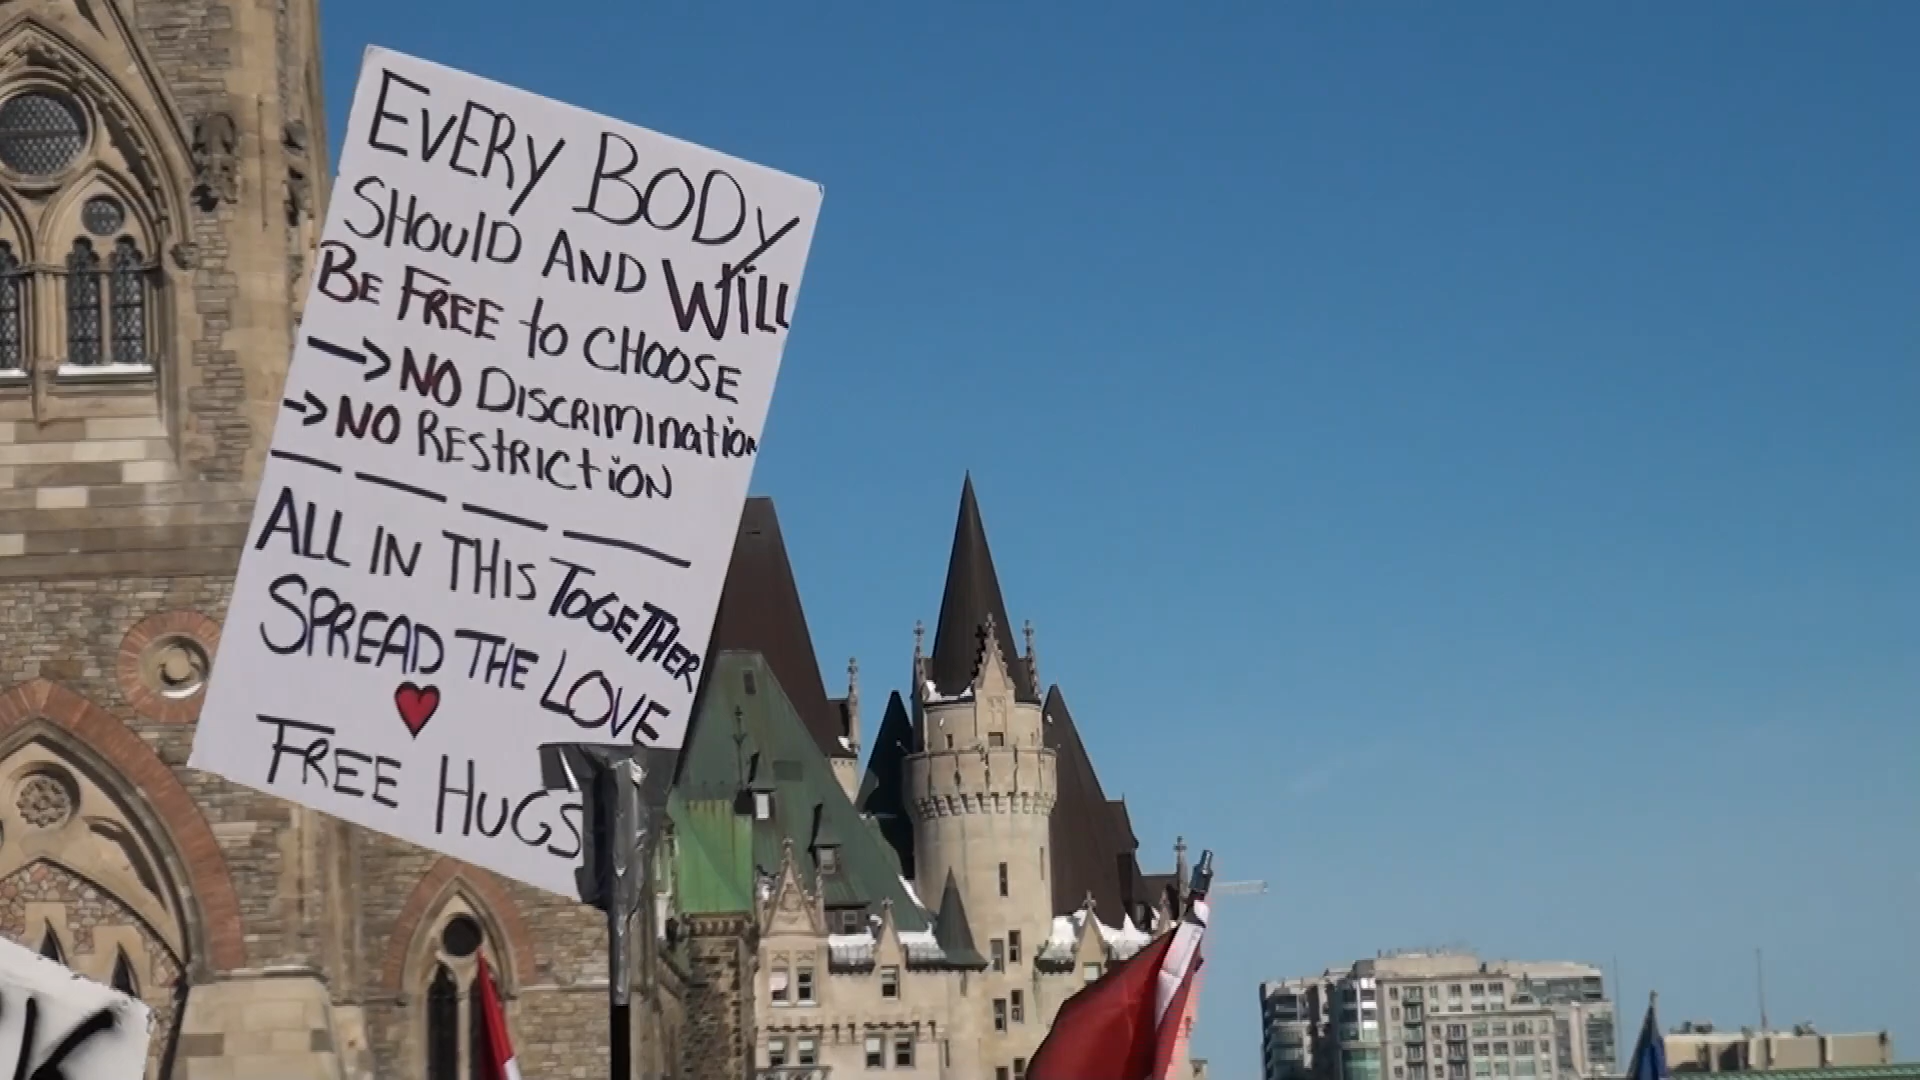 EVERY BODY
SHOULD AND WILL
BE FREE to CHOOSE
→ NO DISCRIMINATION
→ NO RESTRICTION
ALL IN THIS TOGETHER
SPREAD THE LOVE
FREE HUGS